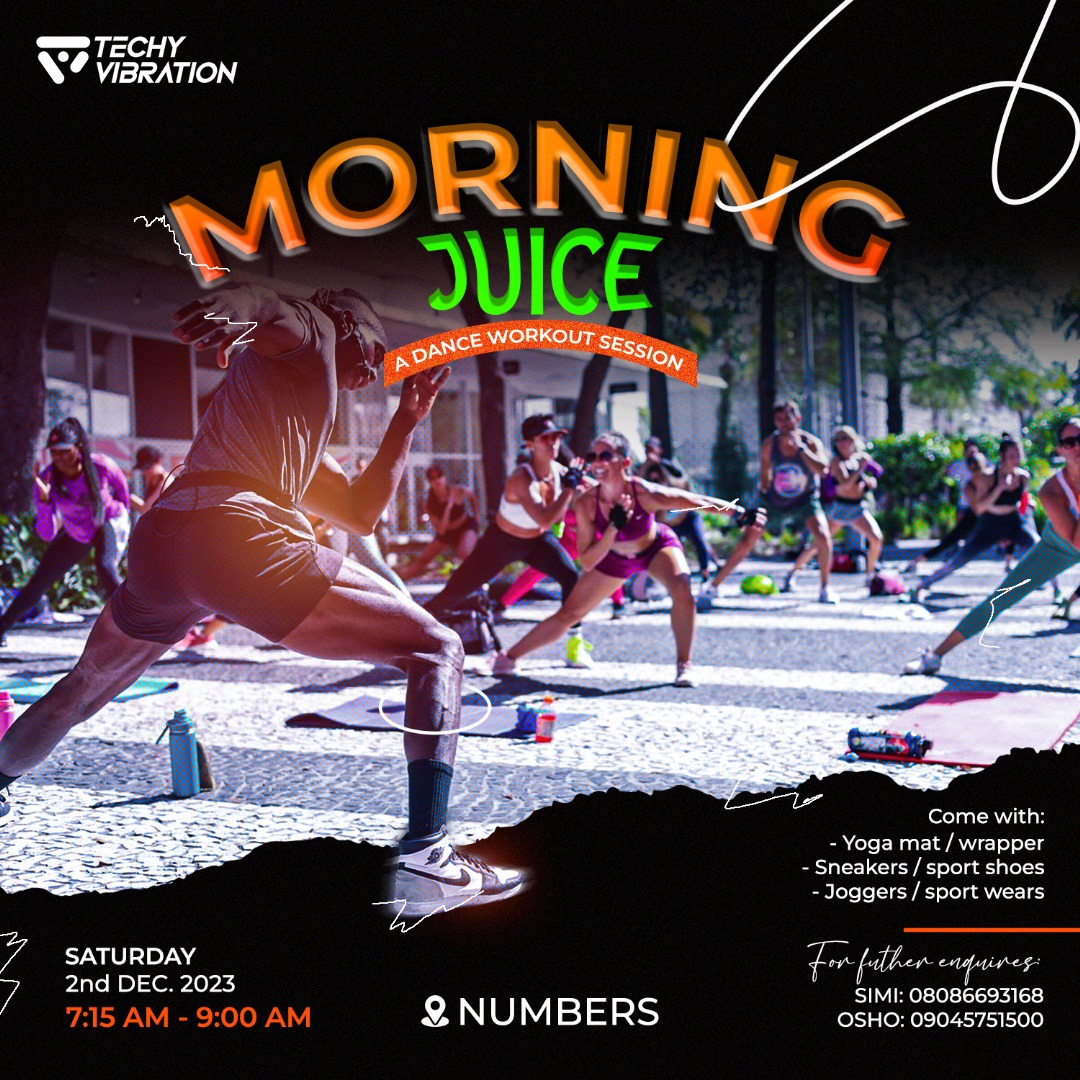 TECHY
VIBRATION
MORNING
JUICE
A DANCE WORKOUT SESSION
Come with:
- Yoga mat / wrapper
- Sneakers / sport shoes
- Joggers / sport wears
SATURDAY
2nd DEC. 2023
7:15 AM - 9:00 AM
NUMBERS
For futher enquires:
SIMI: 08086693168
OSHO: 09045751500